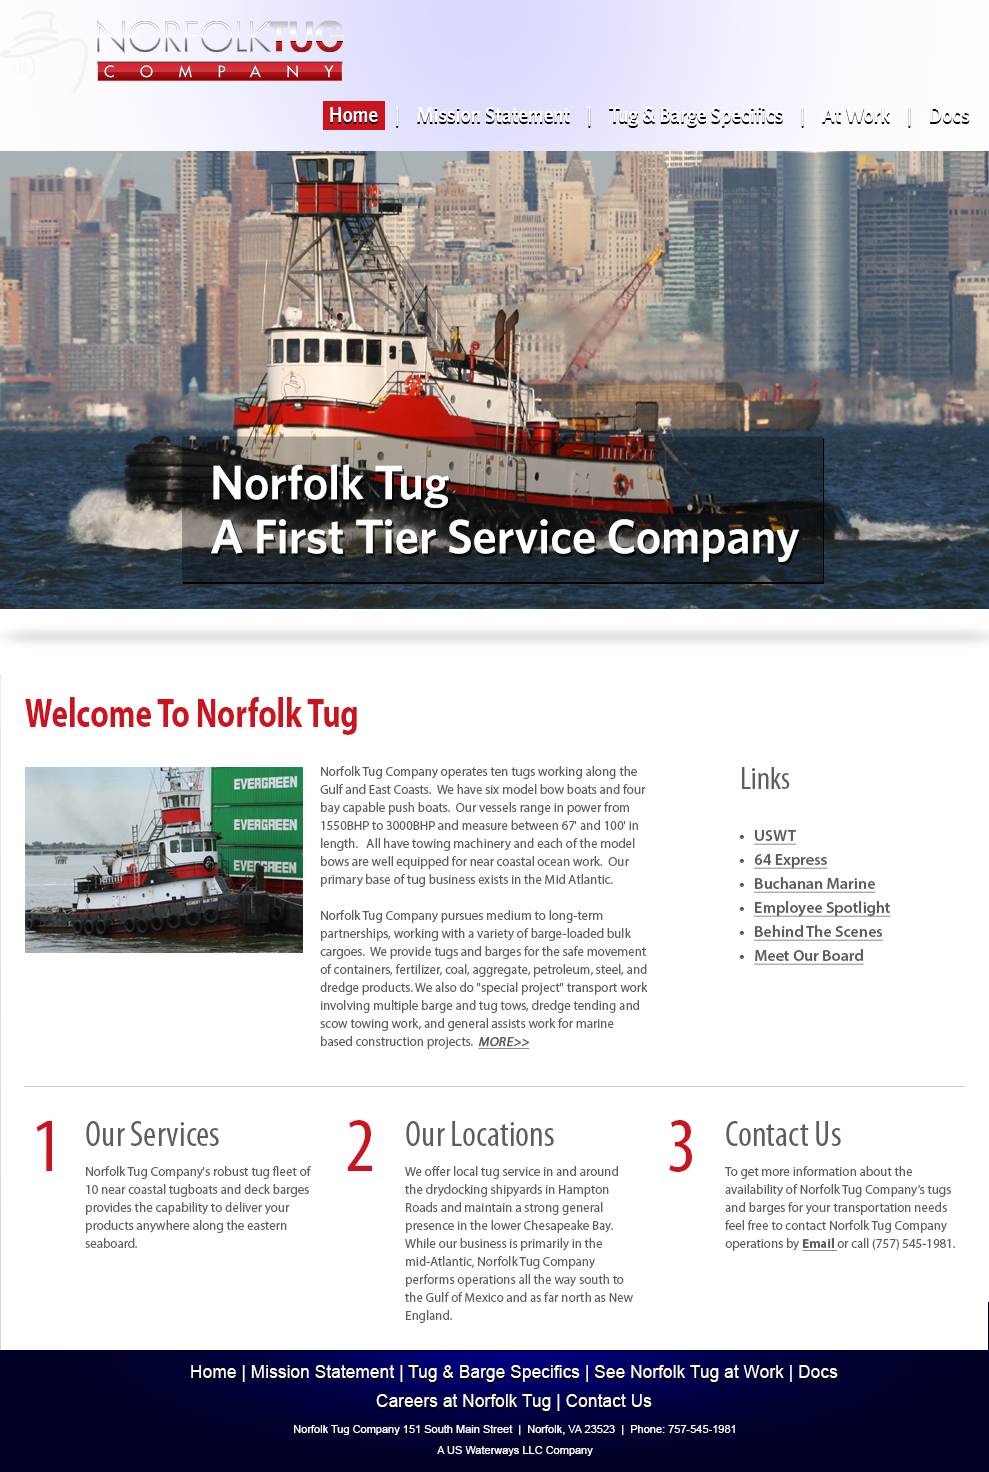 NORFOLKTUG
COMPANY
Home | Mission Statement | Tug & Barge Specifics | At Work | Docs
Norfolk Tug
A First Tier Service Company
Welcome To Norfolk Tug
EVERGREEN
EVERGREEN
EVERGREEN
Norfolk Tug Company operates ten tugs working along the
Gulf and East Coasts.  We have six model bow boats and four
bay capable push boats.  Our vessels range in power from
1550BHP to 3000BHP and measure between 67' and 100' in
length.   All have towing machinery and each of the model
bows are well equipped for near coastal ocean work.  Our
primary base of tug business exists in the Mid Atlantic.
Norfolk Tug Company pursues medium to long-term
partnerships, working with a variety of barge-loaded bulk
cargoes.  We provide tugs and barges for the safe movement
of containers, fertilizer, coal, aggregate, petroleum, steel, and
dredge products. We also do "special project" transport work
involving multiple barge and tug tows, dredge tending and
scow towing work, and general assists work for marine
based construction projects.  MORE>>
Links
• USWT
• 64 Express
• Buchanan Marine
• Employee Spotlight
• Behind The Scenes
• Meet Our Board
1 Our Services
Norfolk Tug Company's robust tug fleet of
10 near coastal tugboats and deck barges
provides the capability to deliver your
products anywhere along the eastern
seaboard.
2 Our Locations
We offer local tug service in and around
the drydocking shipyards in Hampton
Roads and maintain a strong general
presence in the lower Chesapeake Bay.
While our business is primarily in the
mid-Atlantic, Norfolk Tug Company
performs operations all the way south to
the Gulf of Mexico and as far north as New
England.
3 Contact Us
To get more information about the
availability of Norfolk Tug Company's tugs
and barges for your transportation needs
feel free to contact Norfolk Tug Company
operations by Email or call (757) 545-1981.
Home | Mission Statement | Tug & Barge Specifics | See Norfolk Tug at Work | Docs
Careers at Norfolk Tug | Contact Us
Norfolk Tug Company 151 South Main Street  |  Norfolk, VA 23523  |  Phone: 757-545-1981
A US Waterways LLC Company